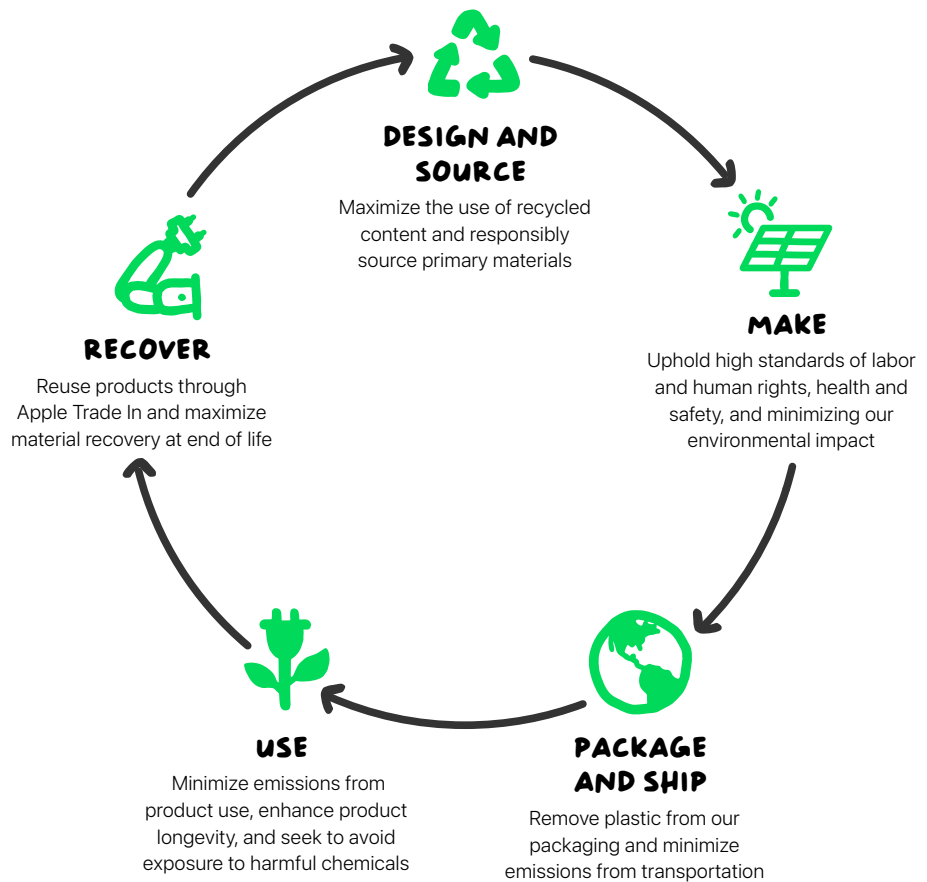 DESIGN AND
SOURCE
Maximize the use of recycled
content and responsibly
source primary materials
MAKE
Uphold high standards of labor
and human rights, health and
safety, and minimizing our
environmental impact
PACKAGE
AND SHIP
Remove plastic from our
packaging and minimize
emissions from transportation
USE
Minimize emissions from
product use, enhance product
longevity, and seek to avoid
exposure to harmful chemicals
RECOVER
Reuse products through
Apple Trade In and maximize
material recovery at end of life